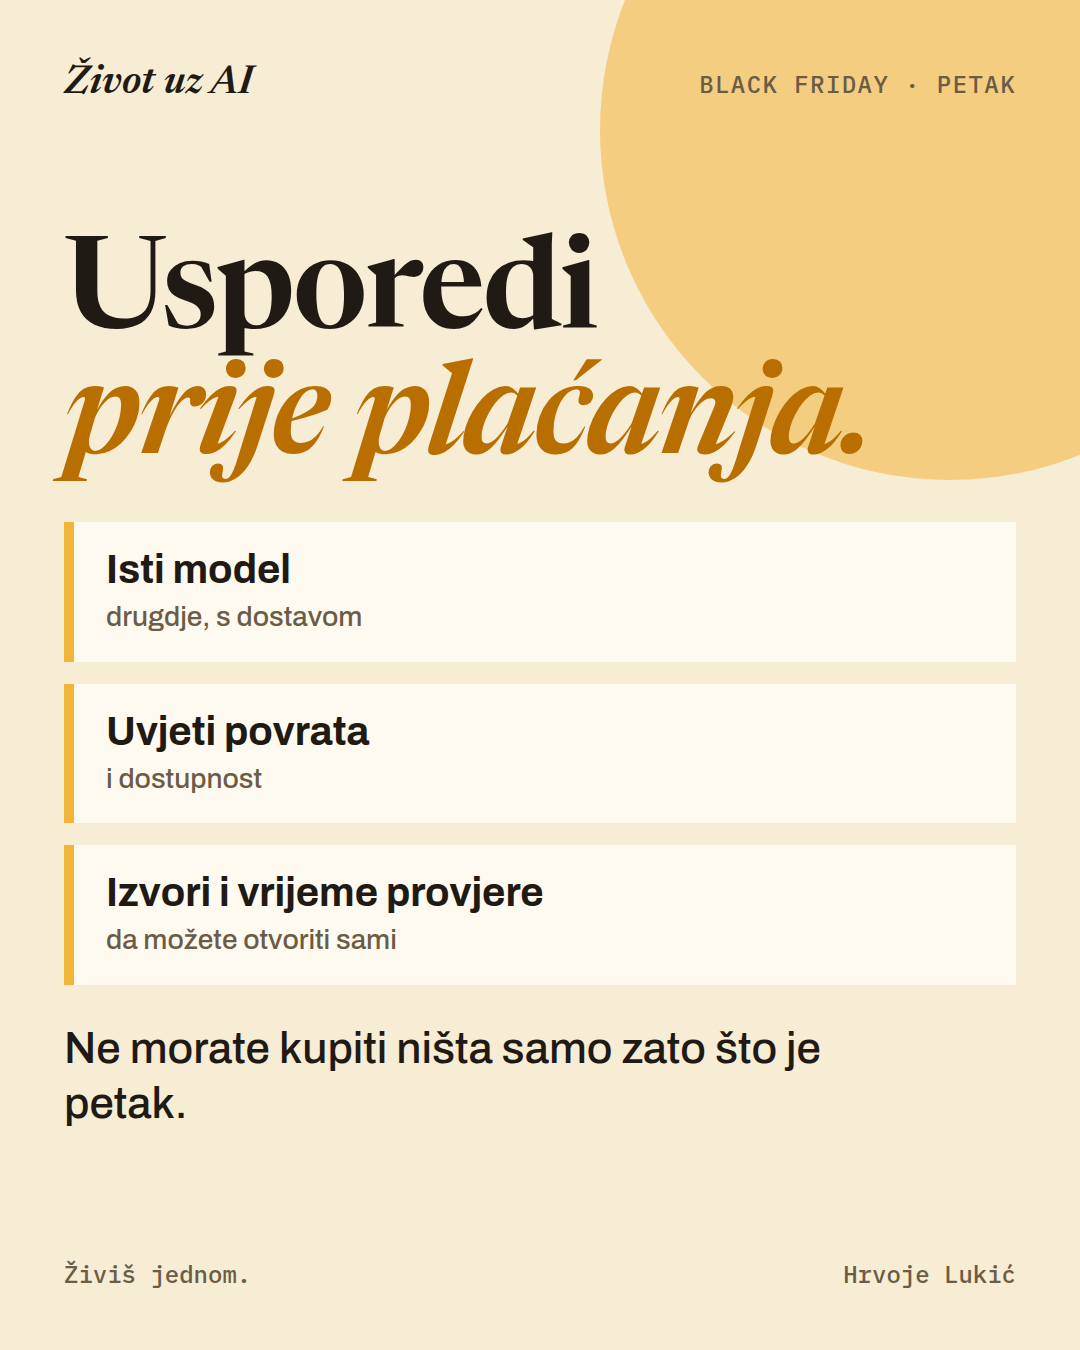 Život uz AI
BLACK FRIDAY · PETAK
Usporedi
prije plaćanja.
Isti model
drugdje, s dostavom
Uvjeti povrata
i dostupnost
Izvori i vrijeme provjere
da možete otvoriti sami
Ne morate kupiti ništa samo zato što je
petak.
Živiš jednom.
Hrvoje Lukić